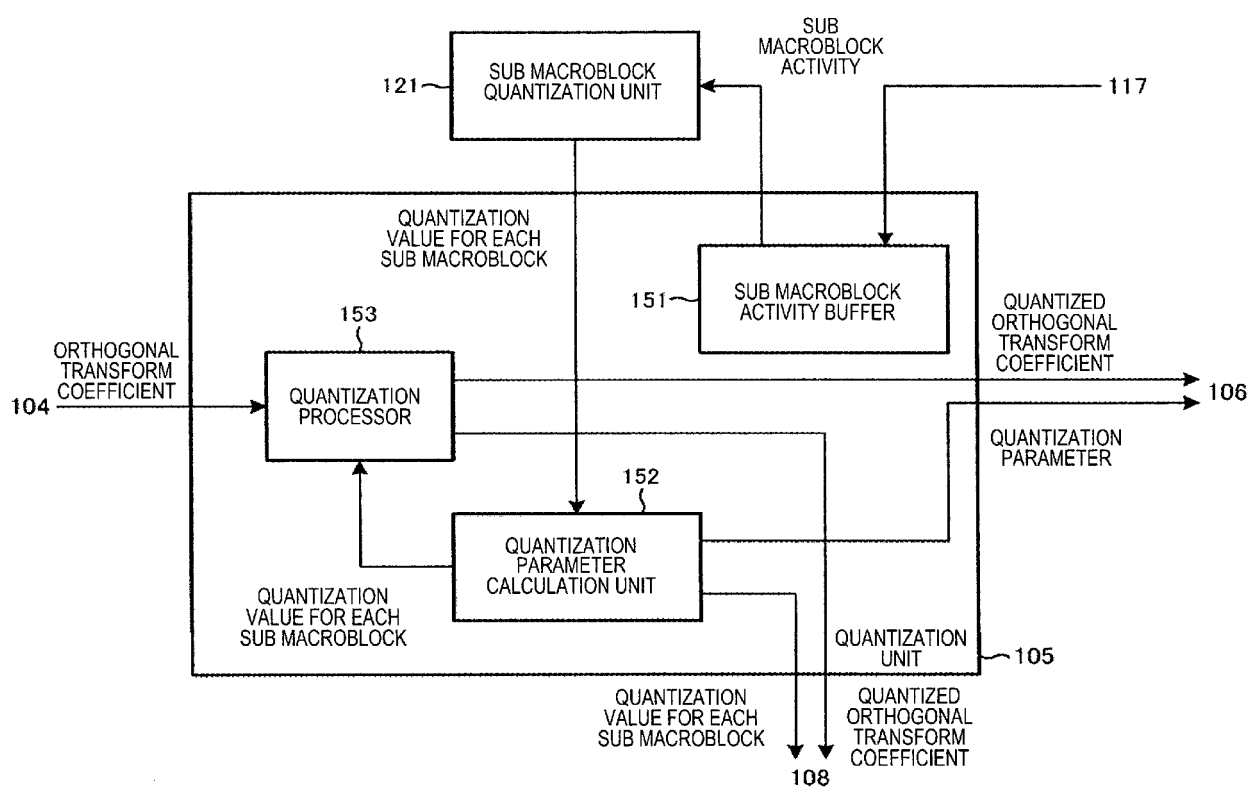 SUB
MACROBLOCK
ACTIVITY
121
SUB MACROBLOCK
QUANTIZATION UNIT
117
QUANTIZATION
VALUE FOR EACH
SUB MACROBLOCK
151
SUB MACROBLOCK
ACTIVITY BUFFER
153
ORTHOGONAL
TRANSFORM
COEFFICIENT
104
QUANTIZATION
PROCESSOR
QUANTIZED
ORTHOGONAL
TRANSFORM
COEFFICIENT
106
QUANTIZATION
PARAMETER
152
QUANTIZATION
PARAMETER
CALCULATION UNIT
QUANTIZATION
VALUE FOR EACH
SUB MACROBLOCK
QUANTIZATION
UNIT
105
QUANTIZATION
VALUE FOR EACH
SUB MACROBLOCK
QUANTIZED
ORTHOGONAL
TRANSFORM
COEFFICIENT
108